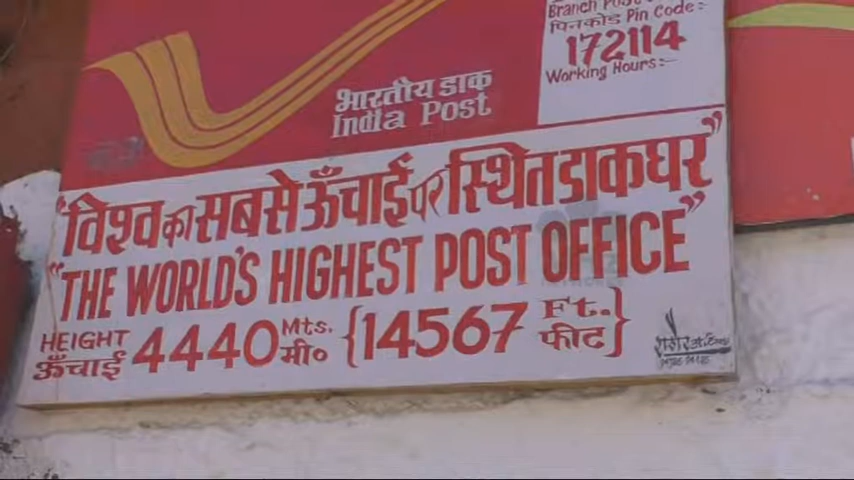 भारतीय डाक
India Post
Branch Post
पिनकोड Pin Code:
172114
Working Hours:-
"विश्व का सबसे ऊँचाई पर स्थित डाकघर"
"THE WORLD'S HIGHEST POST OFFICE"
HEIGHT 4440 Mts. {14567 Ft.}
ऊँचाई मी० फीट